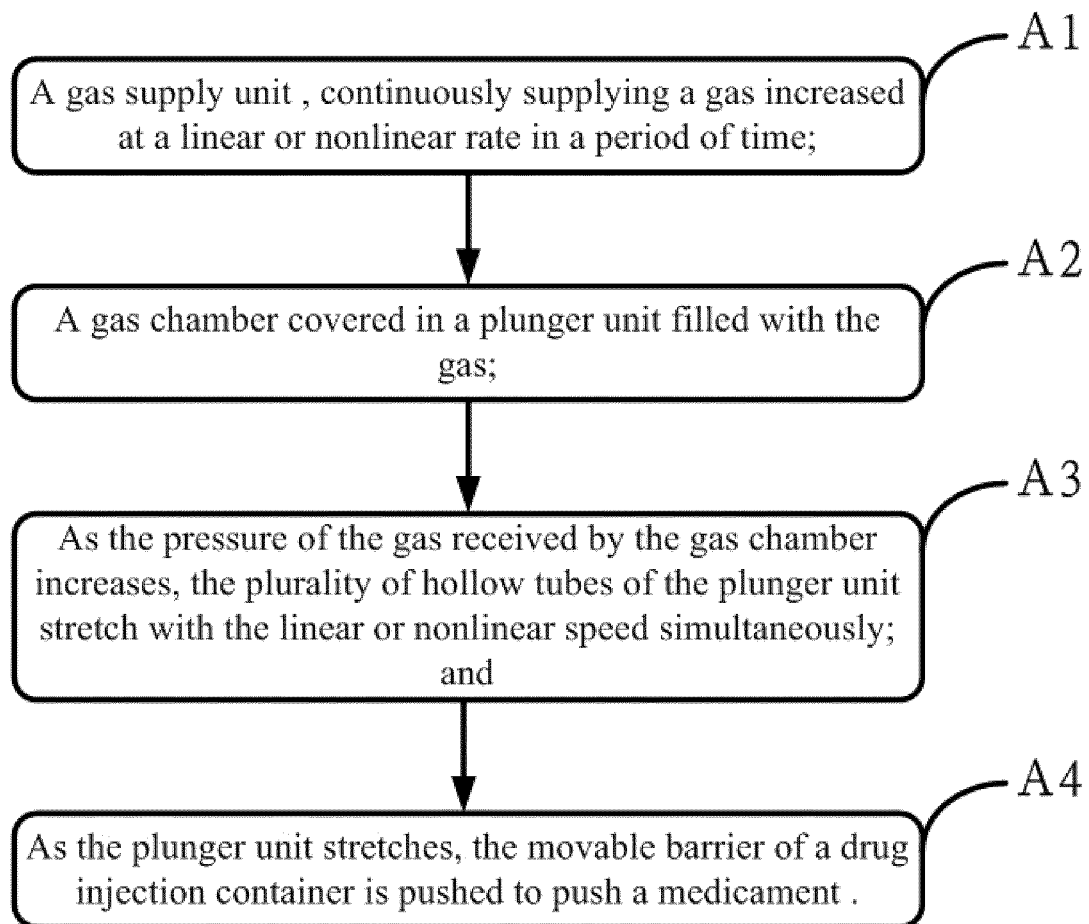 A1
A gas supply unit , continuously supplying a gas increased
at a linear or nonlinear rate in a period of time;
A2
A gas chamber covered in a plunger unit filled with the
gas;
A3
As the pressure of the gas received by the gas chamber
increases, the plurality of hollow tubes of the plunger unit
stretch with the linear or nonlinear speed simultaneously;
and
A4
As the plunger unit stretches, the movable barrier of a drug
injection container is pushed to push a medicament .